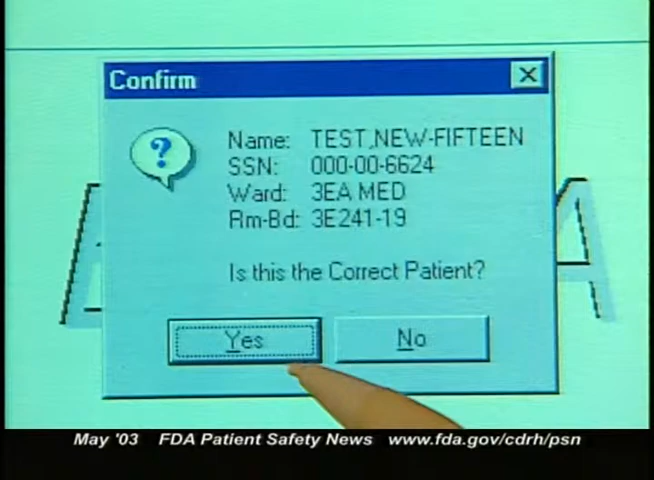 Confirm
Name: TEST,NEW-FIFTEEN
SSN: 000-00-6624
Ward: 3EA MED
Rm-Bd: 3E241-19
Is this the Correct Patient?
Yes No
May '03 FDA Patient Safety News www.fda.gov/cdrh/psn